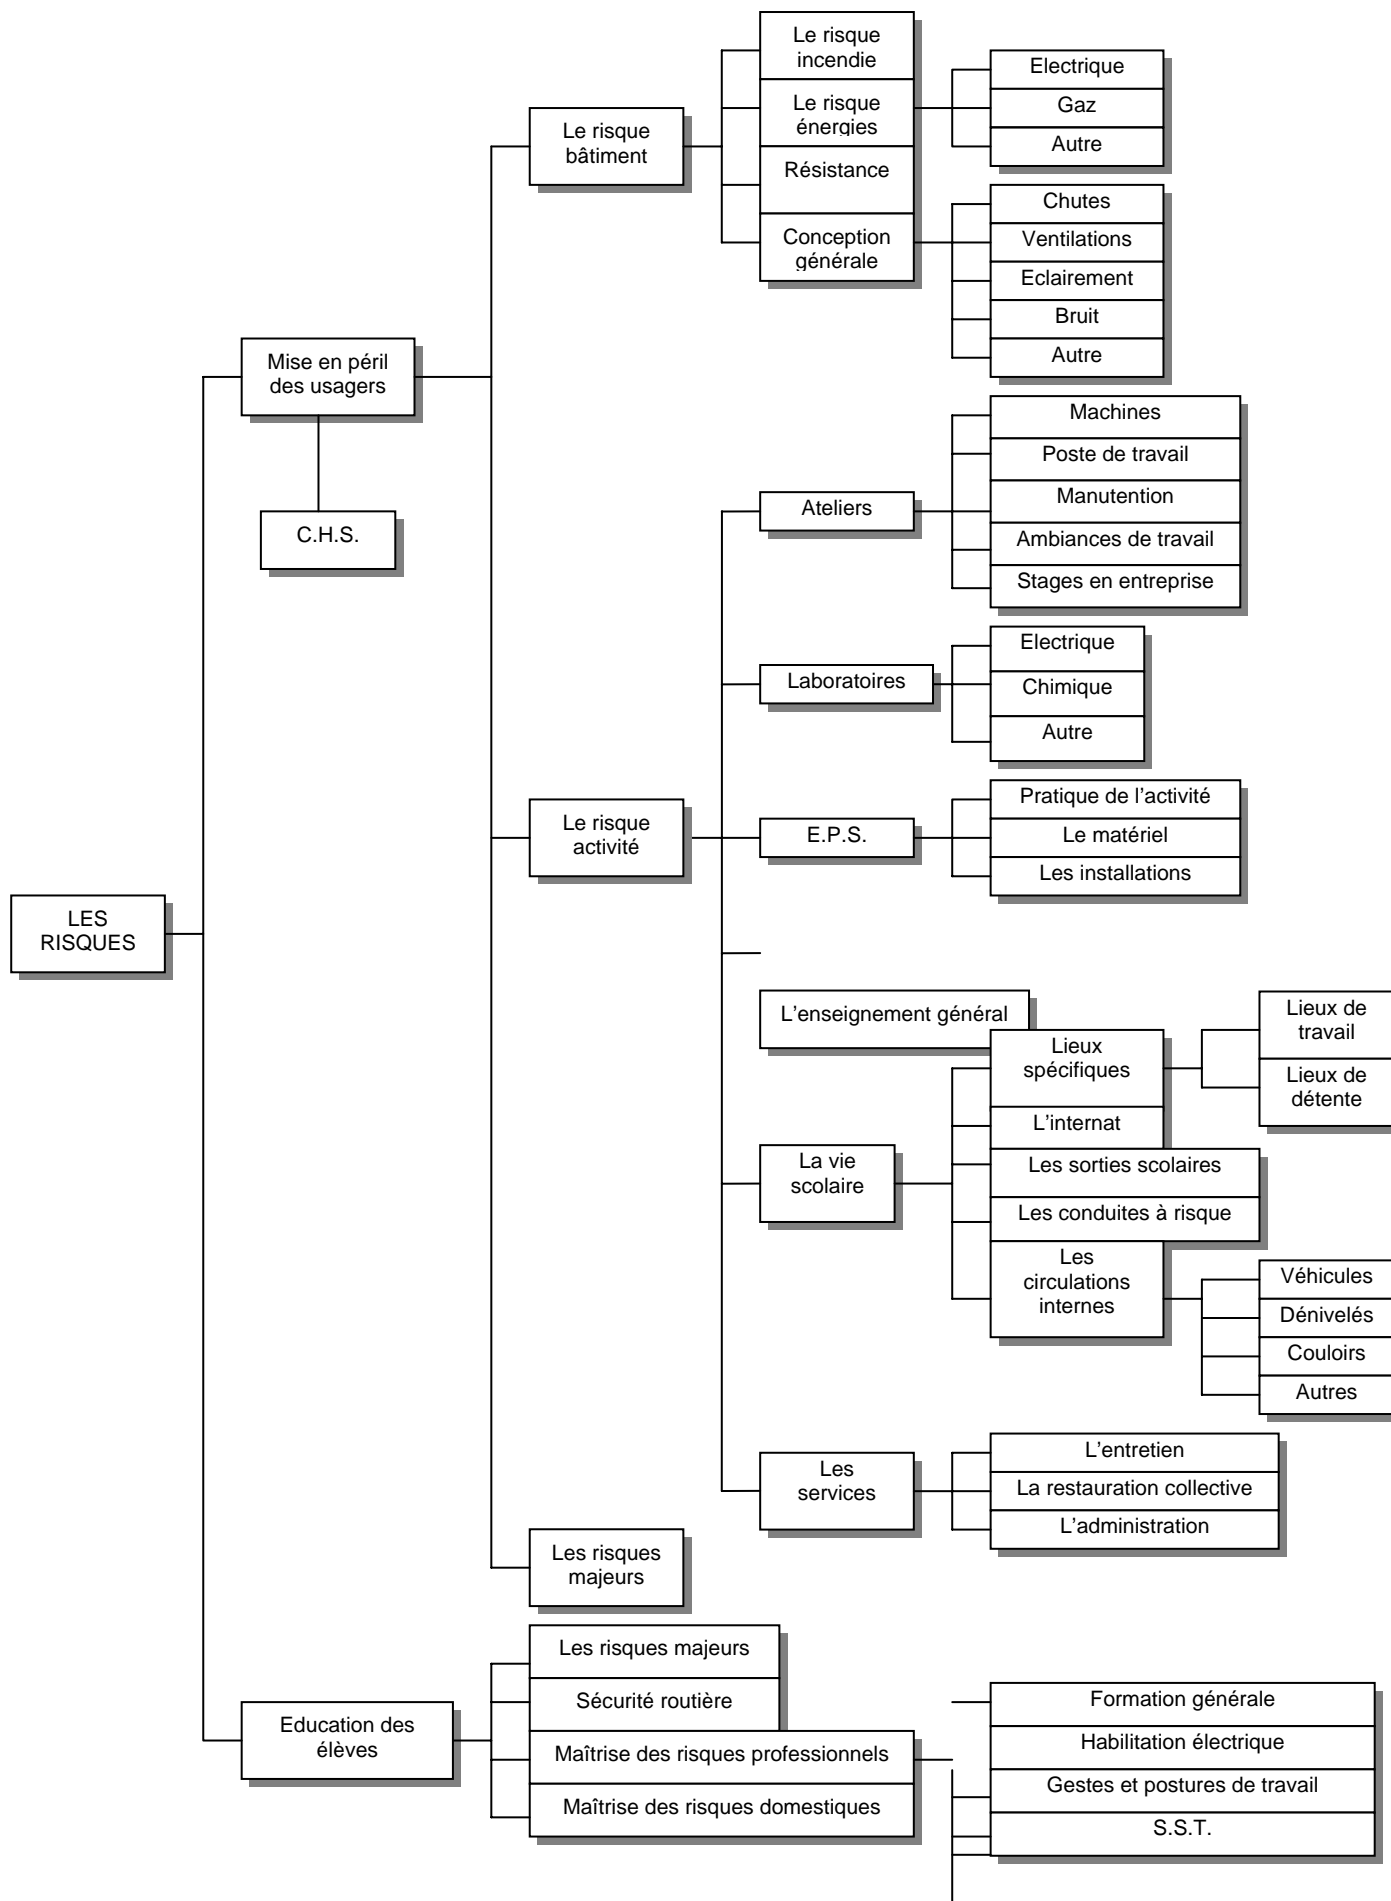 Le risque
incendie
Electrique
Le risque
énergies
Gaz
Le risque
bâtiment
Autre
Résistance
Chutes
Conception
générale
Ventilations
Eclairement
Bruit
Autre
Mise en péril
des usagers
C.H.S.
Machines
Poste de travail
Ateliers
Manutention
Ambiances de travail
Stages en entreprise
Electrique
Laboratoires
Chimique
Autre
Pratique de l'activité
Le risque
activité
E.P.S.
Le matériel
Les installations
LES
RISQUES
L'enseignement général
Lieux
spécifiques
Lieux de
travail
Lieux de
détente
L'internat
La vie
scolaire
Les sorties scolaires
Les conduites à risque
Les
circulations
internes
Véhicules
Dénivelés
Couloirs
Autres
Les
services
L'entretien
La restauration collective
L'administration
Les risques
majeurs
Les risques majeurs
Sécurité routière
Education des
élèves
Maîtrise des risques professionnels
Maîtrise des risques domestiques
Formation générale
Habilitation électrique
Gestes et postures de travail
S.S.T.